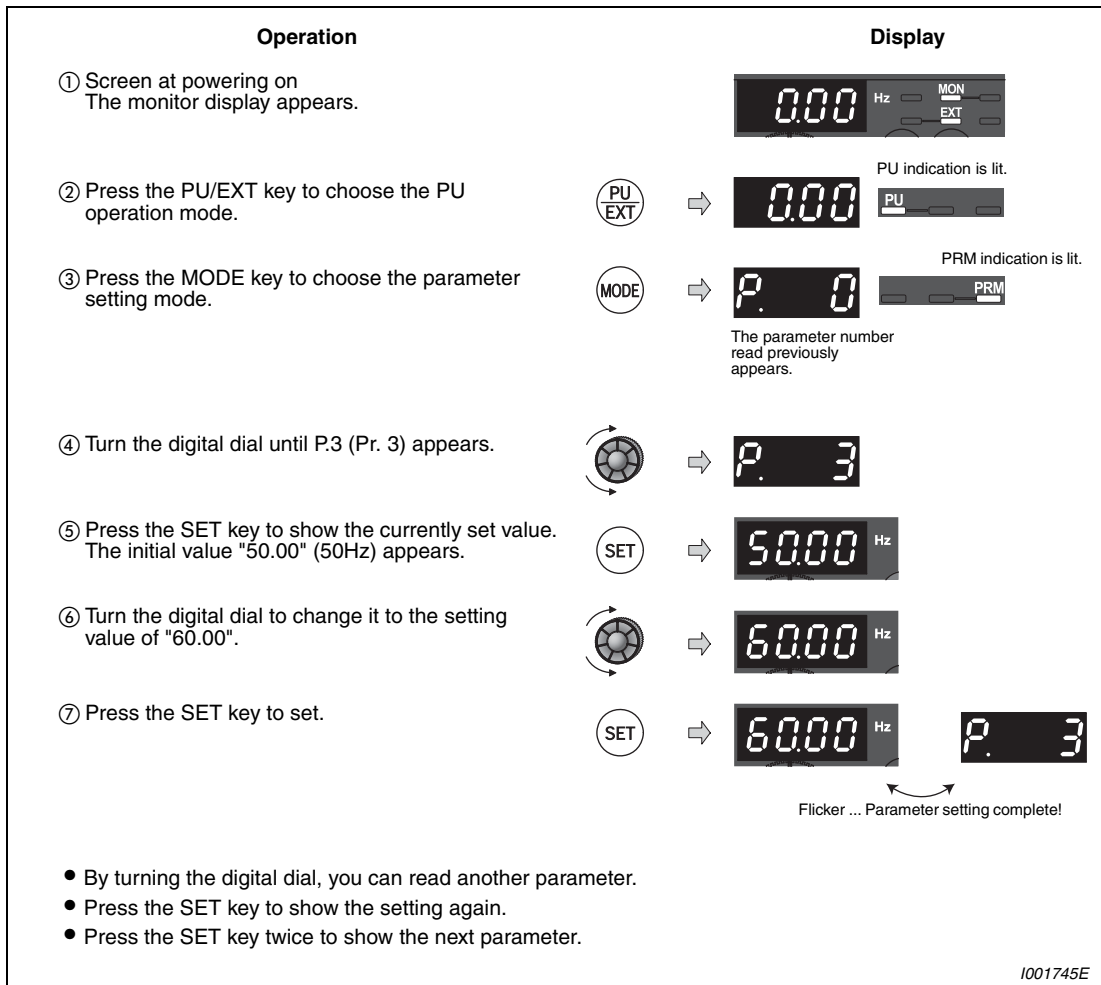 Operation
Display
① Screen at powering on
The monitor display appears.
0.00 Hz MON
EXT
② Press the PU/EXT key to choose the PU
operation mode.
PU
EXT
0.00
PU indication is lit.
PU
③ Press the MODE key to choose the parameter
setting mode.
MODE
P. 0
PRM indication is lit.
PRM
The parameter number
read previously
appears.
④ Turn the digital dial until P.3 (Pr. 3) appears.
P. 3
⑤ Press the SET key to show the currently set value.
The initial value "50.00" (50Hz) appears.
SET
50.00 Hz
⑥ Turn the digital dial to change it to the setting
value of "60.00".
60.00 Hz
⑦ Press the SET key to set.
SET
60.00 Hz
P. 3
Flicker ... Parameter setting complete!
● By turning the digital dial, you can read another parameter.
● Press the SET key to show the setting again.
● Press the SET key twice to show the next parameter.
I001745E